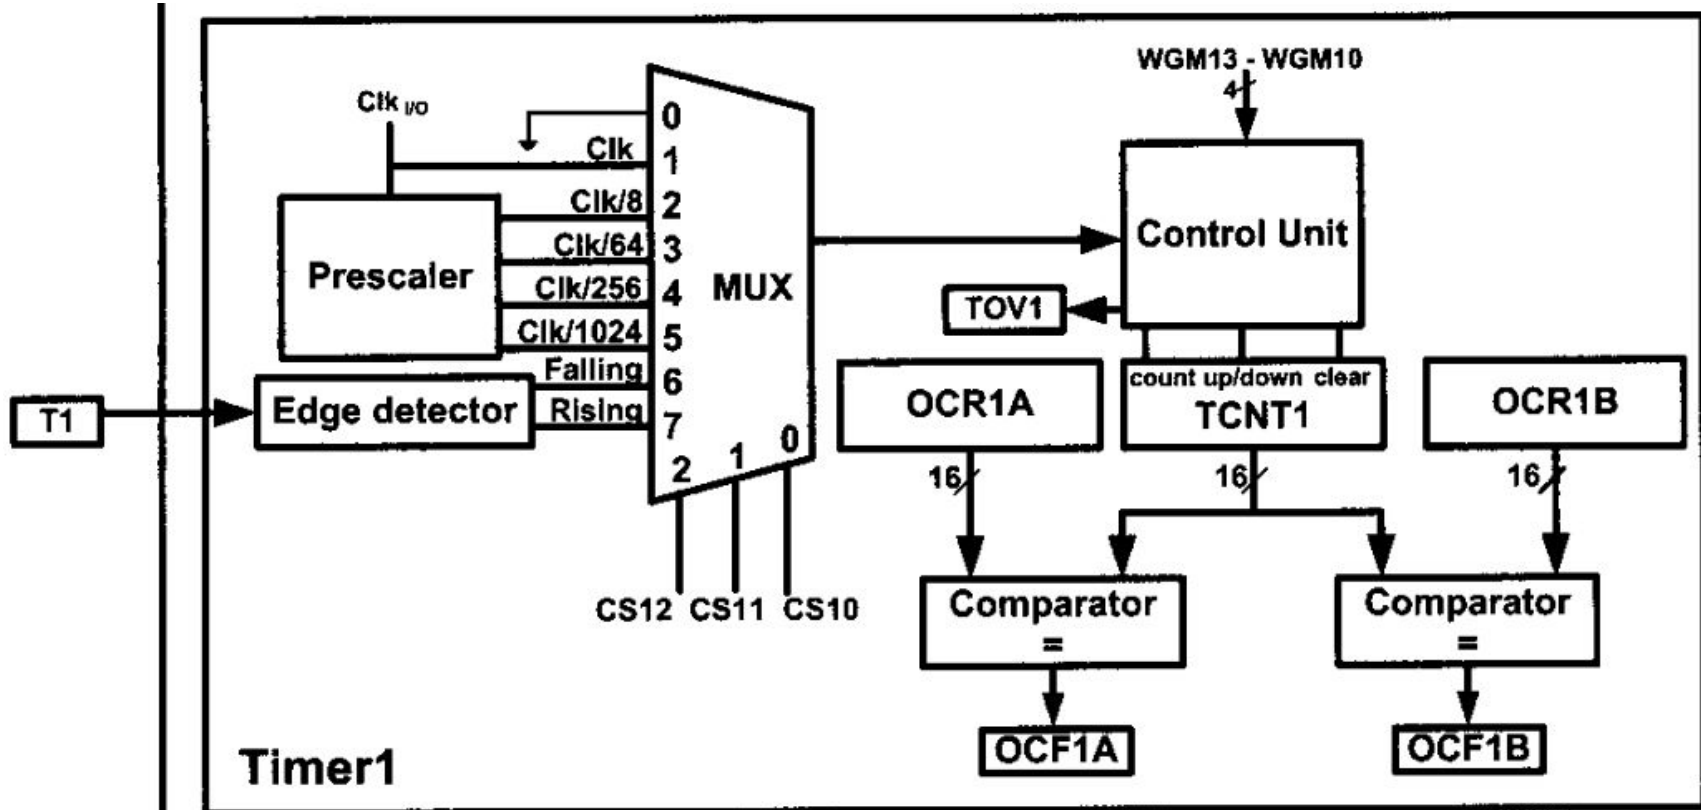 WGM13 - WGM10
4
Clk I/O
0
Clk
1
Clk/8
2
Clk/64
3
Clk/256
4
Clk/1024
5
Falling
6
Rising
7
Prescaler
MUX
Control Unit
TOV1
T1
Edge detector
2
1
0
CS12
CS11
CS10
OCR1A
count up/down clear
TCNT1
OCR1B
16
16
16
Comparator
=
Comparator
=
OCF1A
OCF1B
Timer1